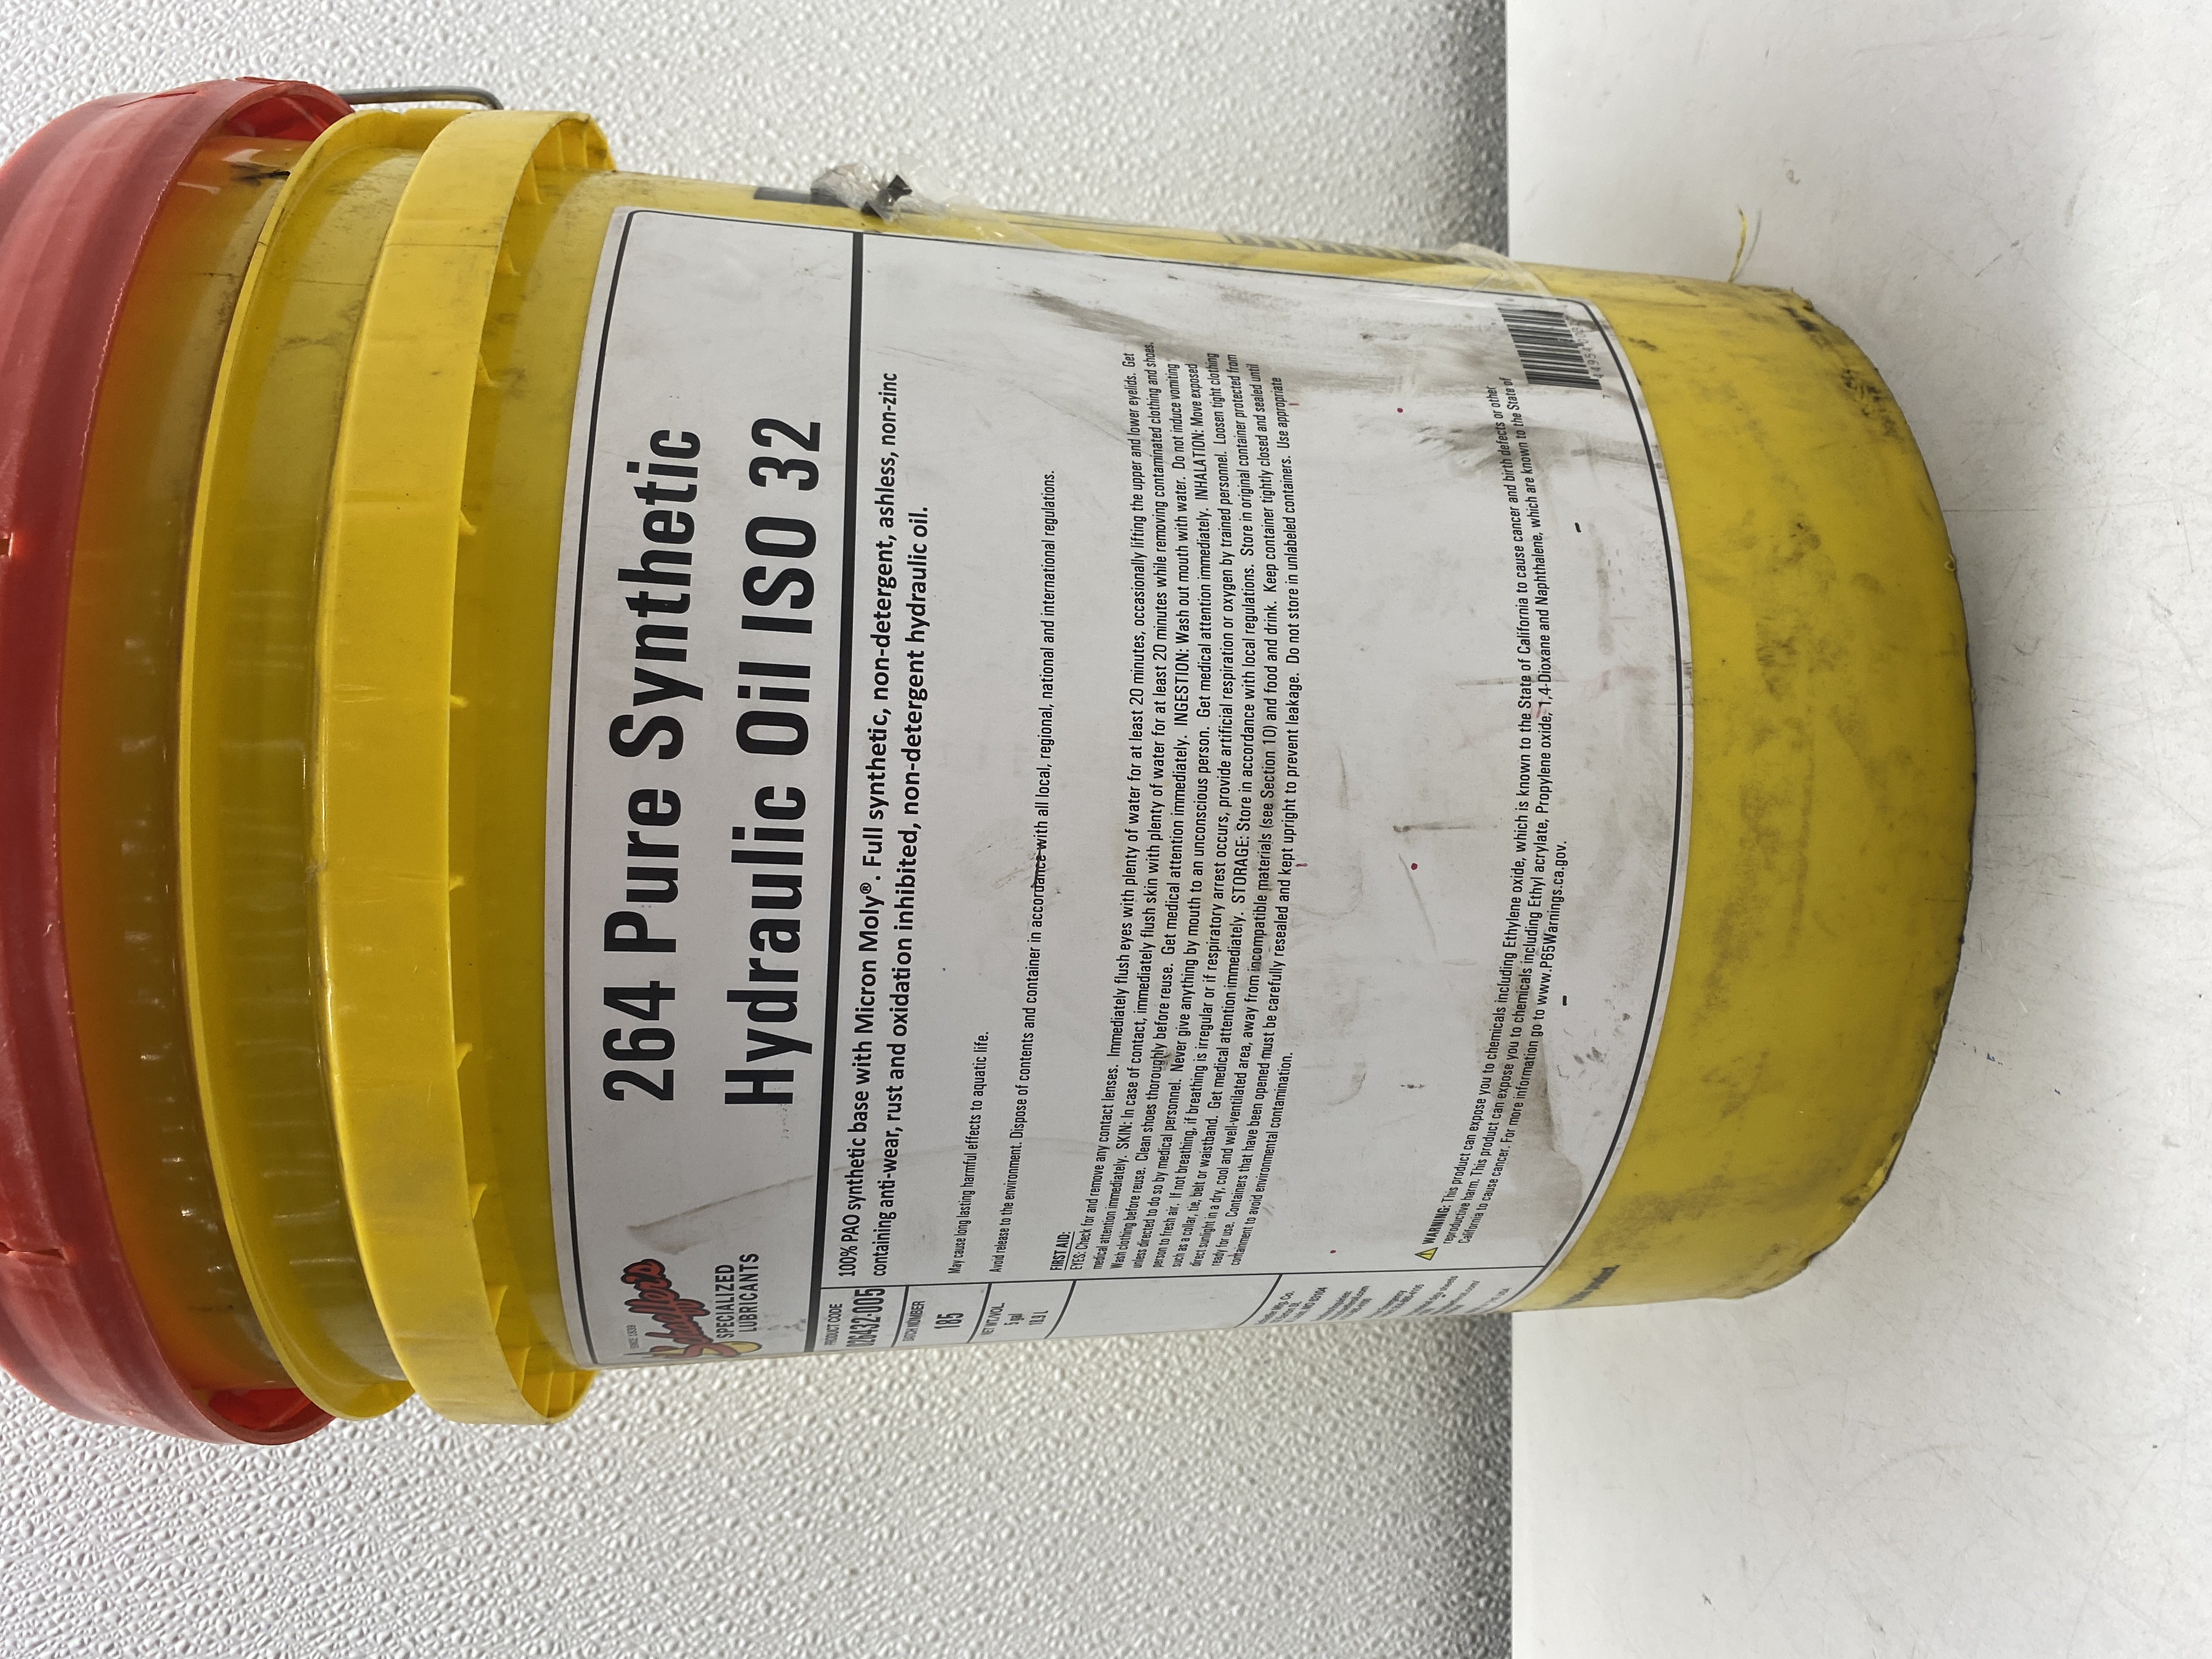 264 Pure Synthetic
Hydraulic Oil ISO 32
SINCE 1839
Schaeffer's
SPECIALIZED
LUBRICANTS
PRODUCT CODE
026432-005
BATCH NUMBER
185
NET WT/VOL
5 gal
18.9 L
100% PAO synthetic base with Micron Moly®. Full synthetic, non-detergent, ashless, non-zinc
containing anti-wear, rust and oxidation inhibited, non-detergent hydraulic oil.
May cause long lasting harmful effects to aquatic life.
Avoid release to the environment. Dispose of contents and container in accordance with all local, regional, national and international regulations.
FIRST AID:
EYES: Check for and remove any contact lenses. Immediately flush eyes with plenty of water for at least 20 minutes, occasionally lifting the upper and lower eyelids. Get
medical attention immediately. SKIN: In case of contact, immediately flush skin with plenty of water for at least 20 minutes while removing contaminated clothing and shoes.
Wash clothing before reuse. Clean shoes thoroughly before reuse. Get medical attention immediately. INGESTION: Wash out mouth with water. Do not induce vomiting
unless directed to do so by medical personnel. Never give anything by mouth to an unconscious person. Get medical attention immediately. INHALATION: Move exposed
person to fresh air. If not breathing, if breathing is irregular or if respiratory arrest occurs, provide artificial respiration or oxygen by trained personnel. Loosen tight clothing
such as a collar, tie, belt or waistband. Get medical attention immediately. STORAGE: Store in accordance with local regulations. Store in original container protected from
direct sunlight in a dry, cool and well-ventilated area, away from incompatible materials (see Section 10) and food and drink. Keep container tightly closed and sealed until
ready for use. Containers that have been opened must be carefully resealed and kept upright to prevent leakage. Do not store in unlabeled containers. Use appropriate
containment to avoid environmental contamination.
WARNING: This product can expose you to chemicals including Ethylene oxide, which is known to the State of California to cause cancer and birth defects or other
reproductive harm. This product can expose you to chemicals including Ethyl acrylate, Propylene oxide, 1,4-Dioxane and Naphthalene, which are known to the State of
California to cause cancer. For more information go to www.P65Warnings.ca.gov.